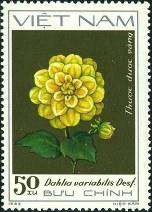 VIỆT NAM
Thược dược vàng
50 XU
Dahlia variabilis Desf.
BƯU CHÍNH